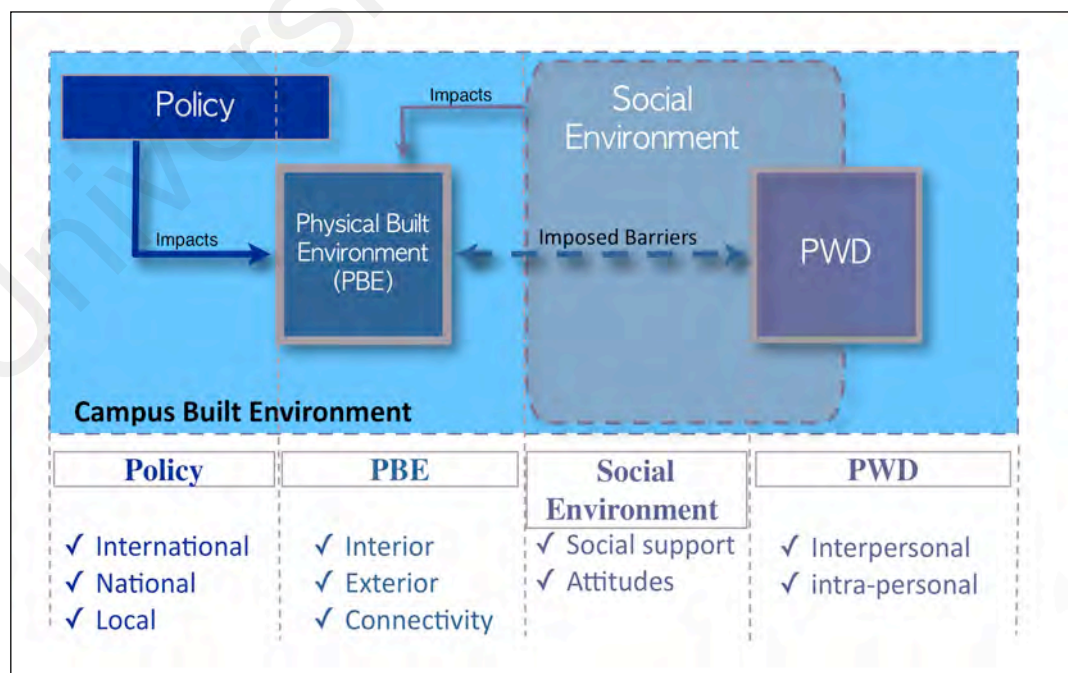 Policy
Impacts
Social
Environment
Physical Built
Environment
(PBE)
Impacts
Imposed Barriers
PWD
Campus Built Environment
Policy
✓ International
✓ National
✓ Local
PBE
✓ Interior
✓ Exterior
✓ Connectivity
Social
Environment
✓ Social support
✓ Attitudes
PWD
✓ Interpersonal
✓ intra-personal